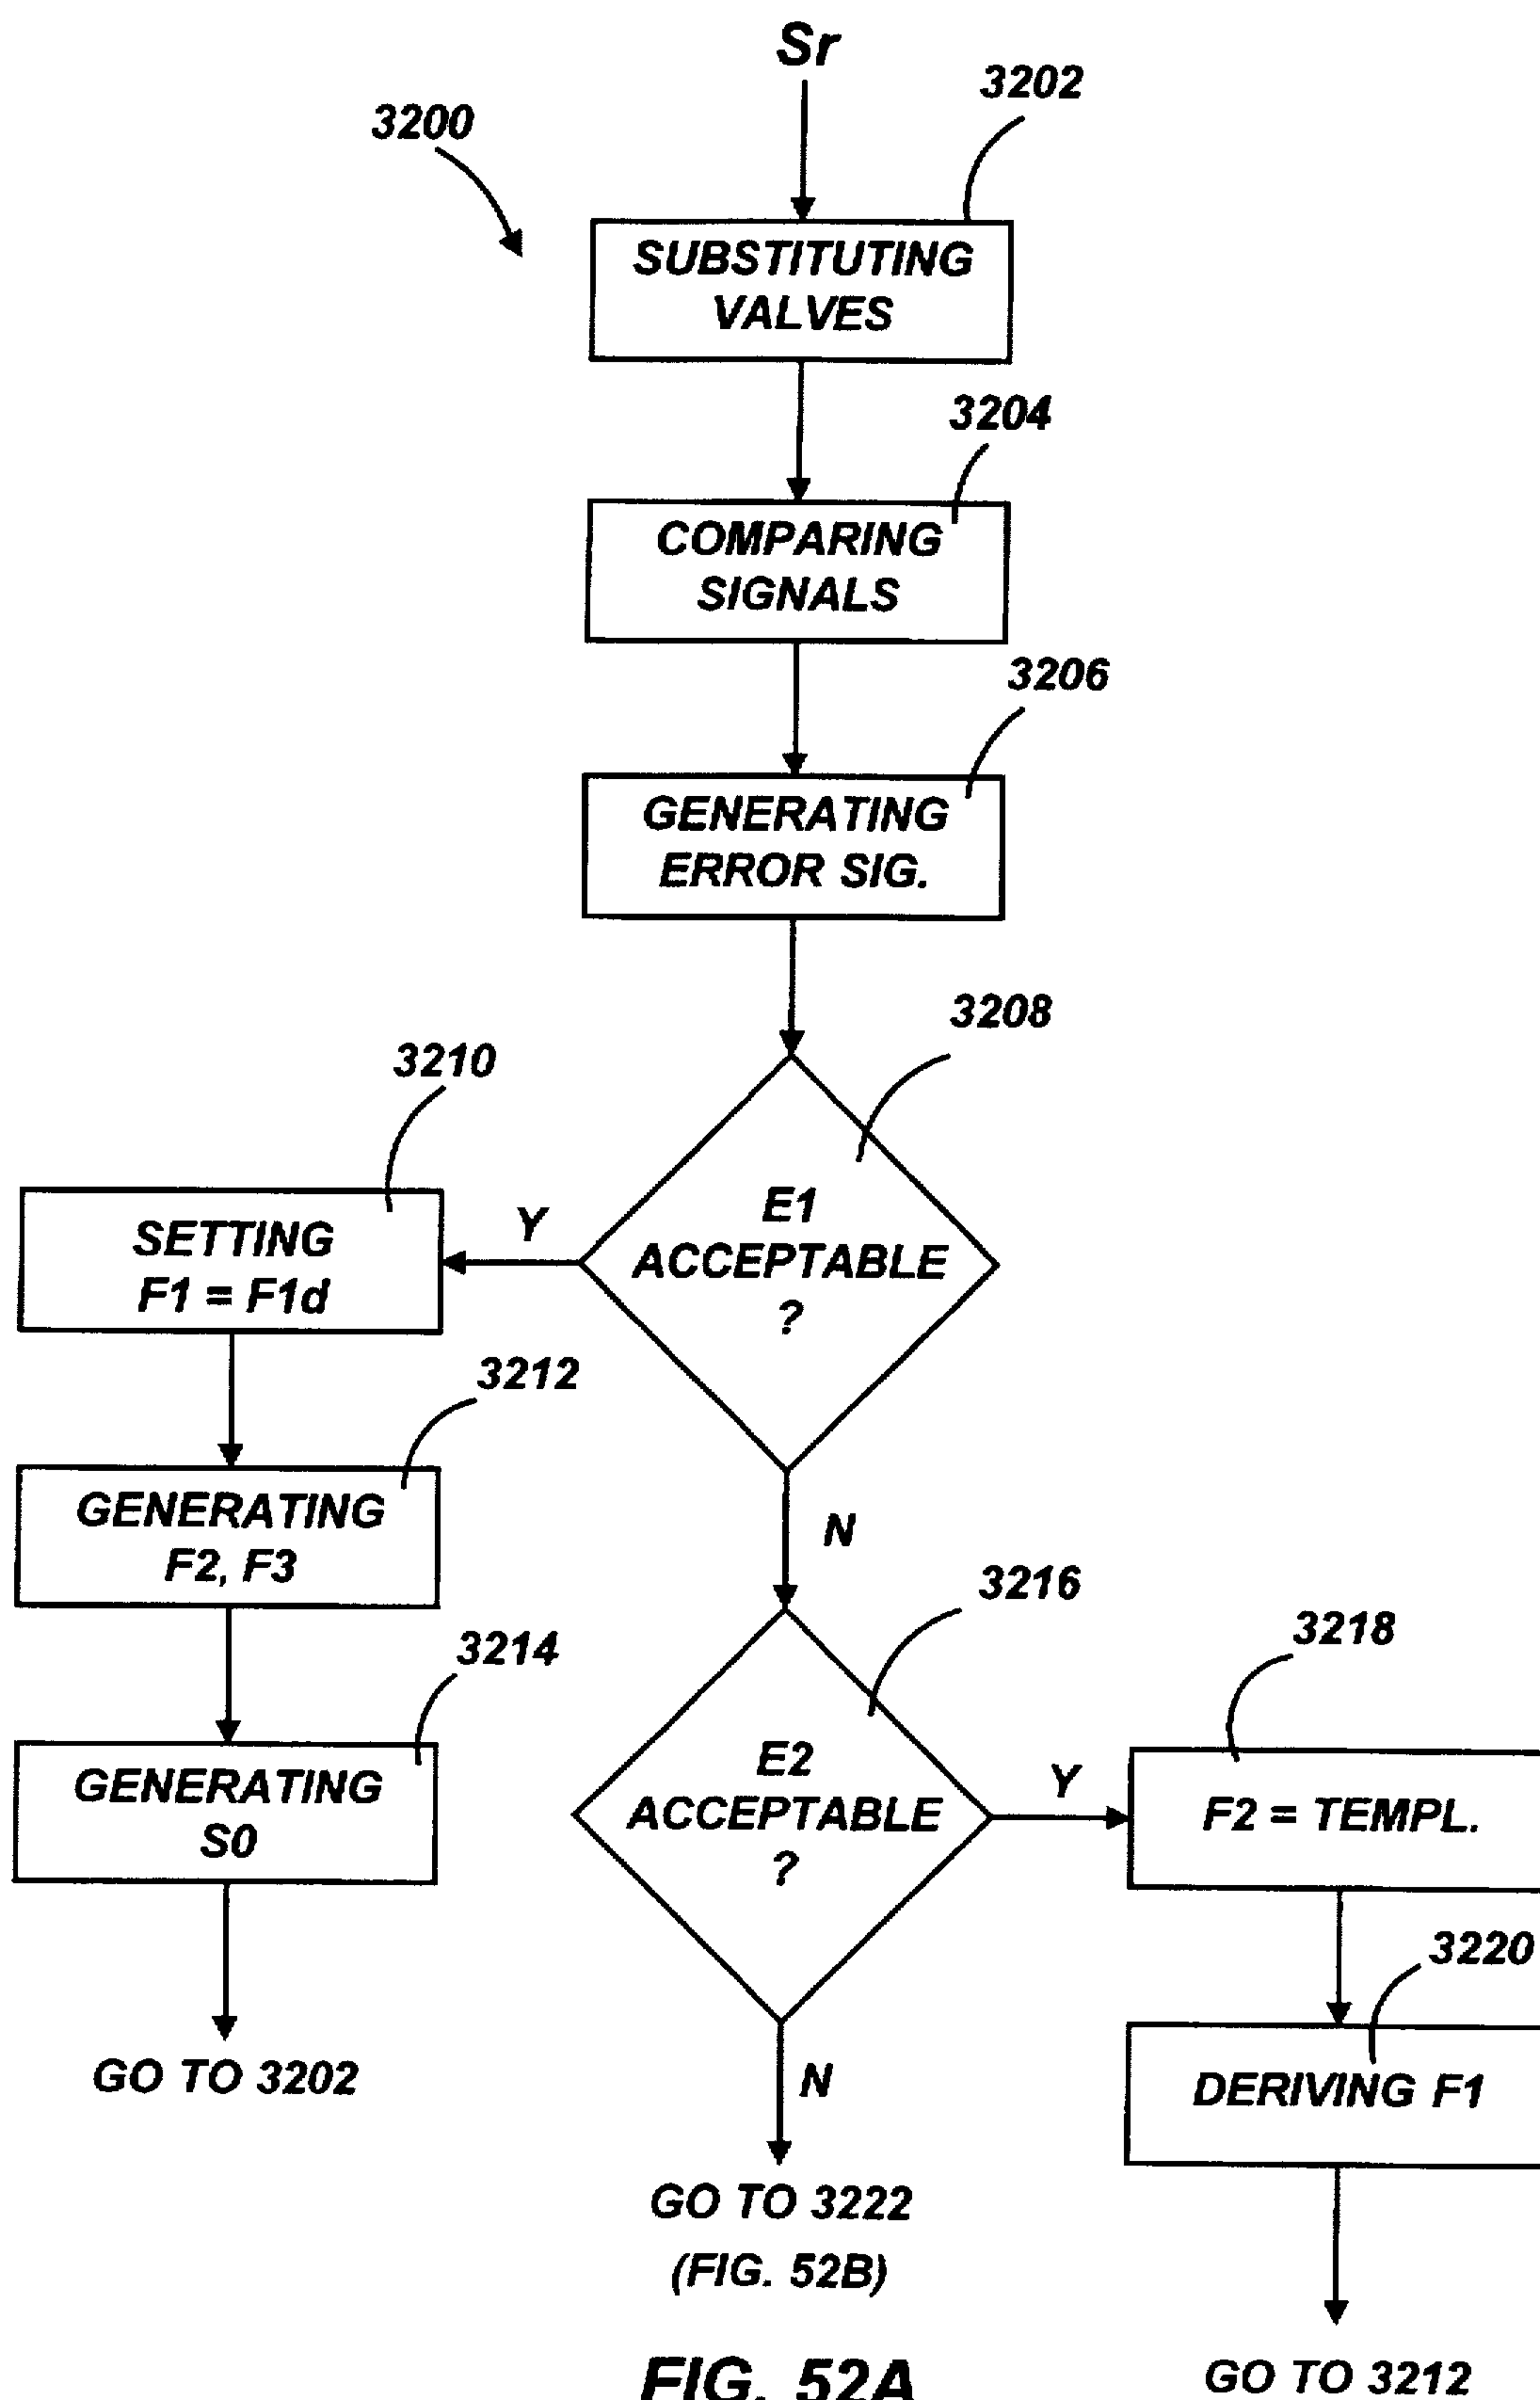 Sr
3202
3200
SUBSTITUTING
VALVES
3204
COMPARING
SIGNALS
3206
GENERATING
ERROR SIG.
3208
3210
E1
ACCEPTABLE
?
Y
SETTING
F1 = F1d
3212
GENERATING
F2, F3
N
3216
3214
3218
GENERATING
S0
E2
ACCEPTABLE
?
Y
F2 = TEMPL.
3220
DERIVING F1
GO TO 3202
N
GO TO 3222
(FIG. 52B)
GO TO 3212
FIG. 52A